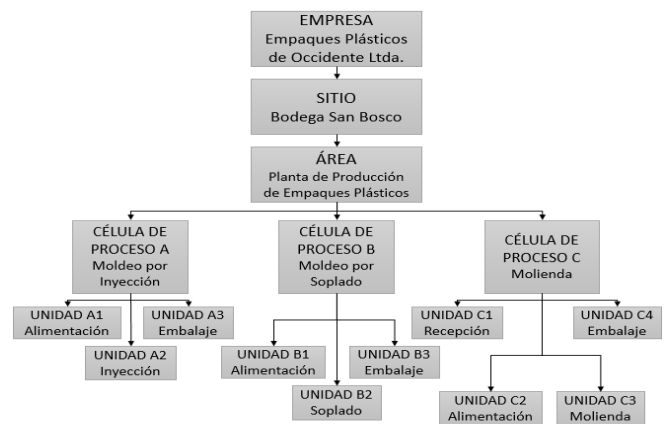 EMPRESA
Empaques Plásticos
de Occidente Ltda.
SITIO
Bodega San Bosco
ÁREA
Planta de Producción
de Empaques Plásticos
CÉLULA DE
PROCESO A
Moldeo por
Inyección
CÉLULA DE
PROCESO B
Moldeo por
Soplado
CÉLULA DE
PROCESO C
Molienda
UNIDAD A1
Alimentación
UNIDAD A3
Embalaje
UNIDAD A2
Inyección
UNIDAD B1
Alimentación
UNIDAD B3
Embalaje
UNIDAD B2
Soplado
UNIDAD C1
Recepción
UNIDAD C4
Embalaje
UNIDAD C2
Alimentación
UNIDAD C3
Molienda